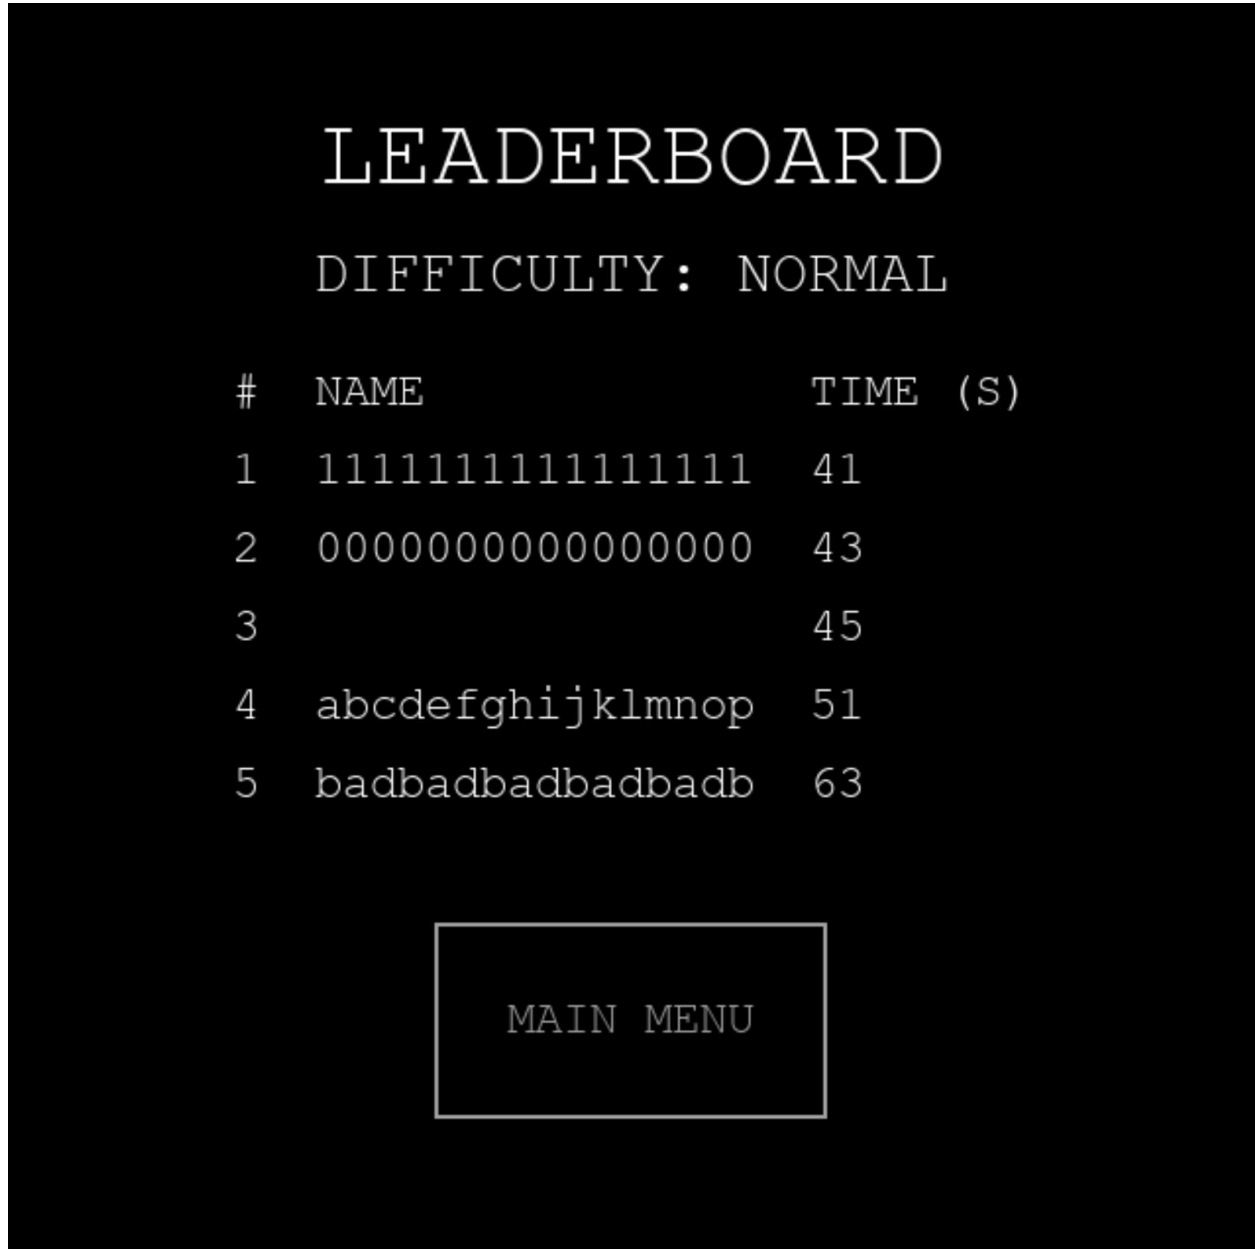 LEADERBOARD
DIFFICULTY: NORMAL
# NAME TIME (S)
1 1111111111111111 41
2 0000000000000000 43
3 45
4 abcdefghijklmnop 51
5 badbadbadbadbadb 63
MAIN MENU